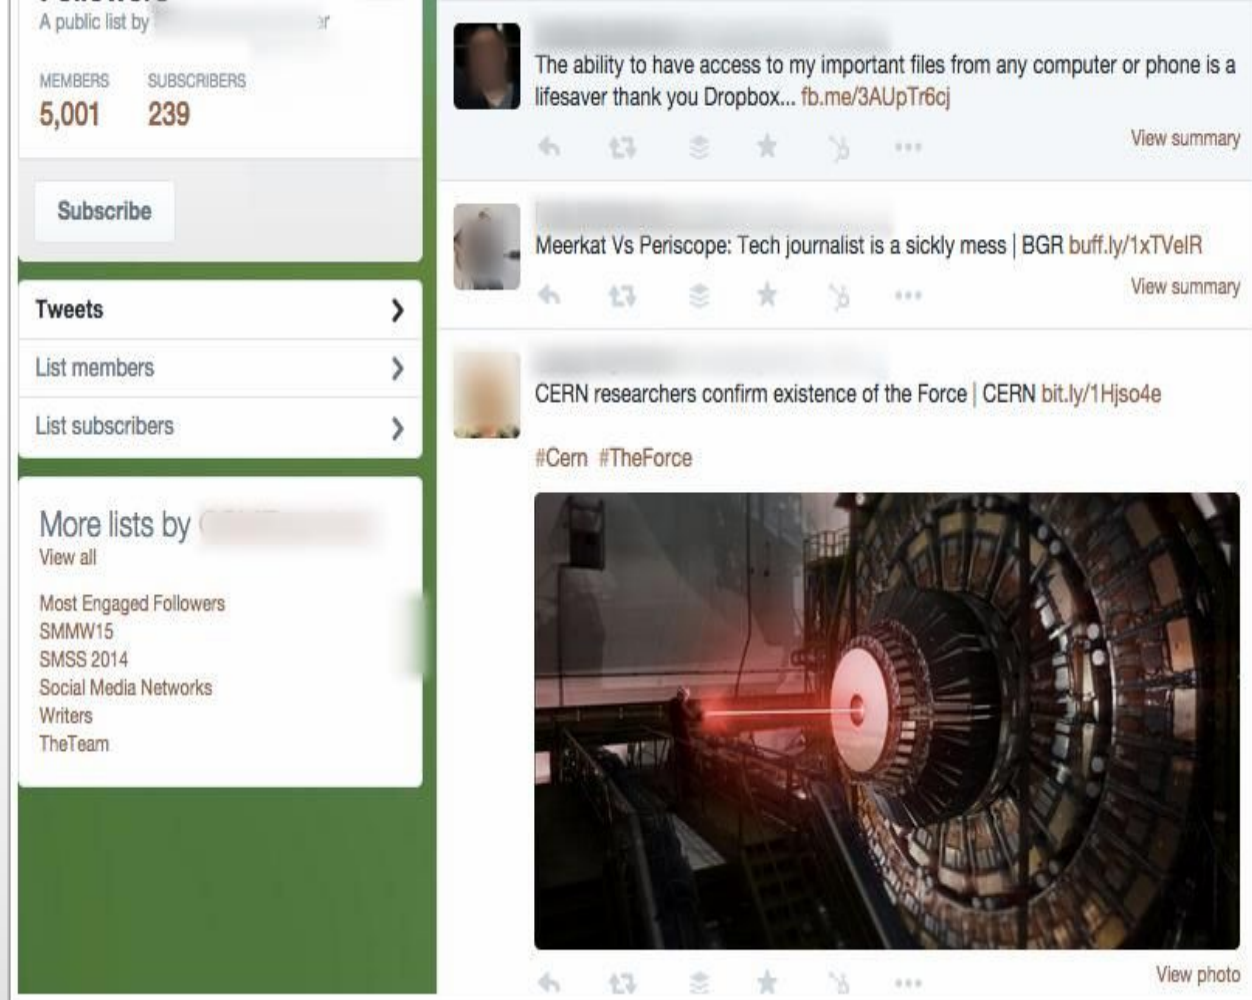 Followers
A public list by
MEMBERS SUBSCRIBERS
5,001 239
Subscribe
Tweets
List members
List subscribers
More lists by
View all
Most Engaged Followers
SMMW15
SMSS 2014
Social Media Networks
Writers
TheTeam
The ability to have access to my important files from any computer or phone is a
lifesaver thank you Dropbox... fb.me/3AUpTr6cj
View summary
Meerkat Vs Periscope: Tech journalist is a sickly mess | BGR buff.ly/1xTVeIR
View summary
CERN researchers confirm existence of the Force | CERN bit.ly/1Hjso4e
#Cern #TheForce
View photo